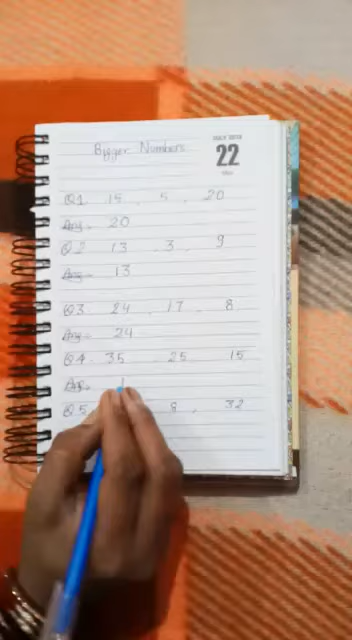 Bigger Numbers
22
Q1 15 , 5 , 20
Ans - 20
Q2 13 , 3 , 9
Ans - 13
Q3 24 , 17 , 8
Ans - 24
Q4 35 , 25 15
Ans -
Q5 8 , 32